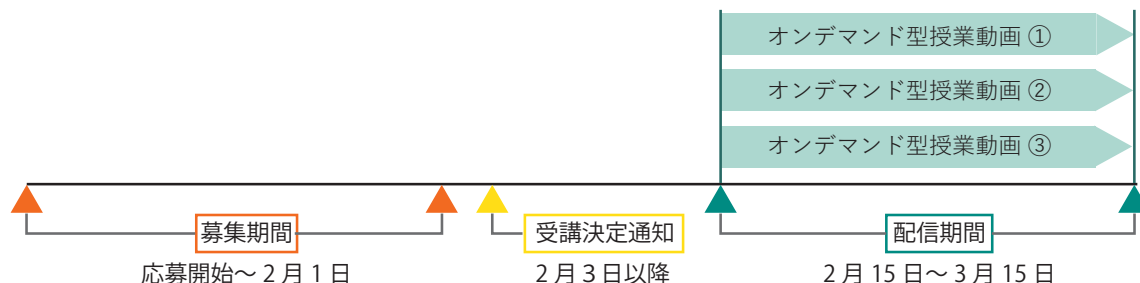 オンデマンド型授業動画 ①
オンデマンド型授業動画 ②
オンデマンド型授業動画 ③
募集期間
応募開始～ 2 月 1 日
受講決定通知
2 月 3 日以降
配信期間
2 月 15 日～ 3 月 15 日